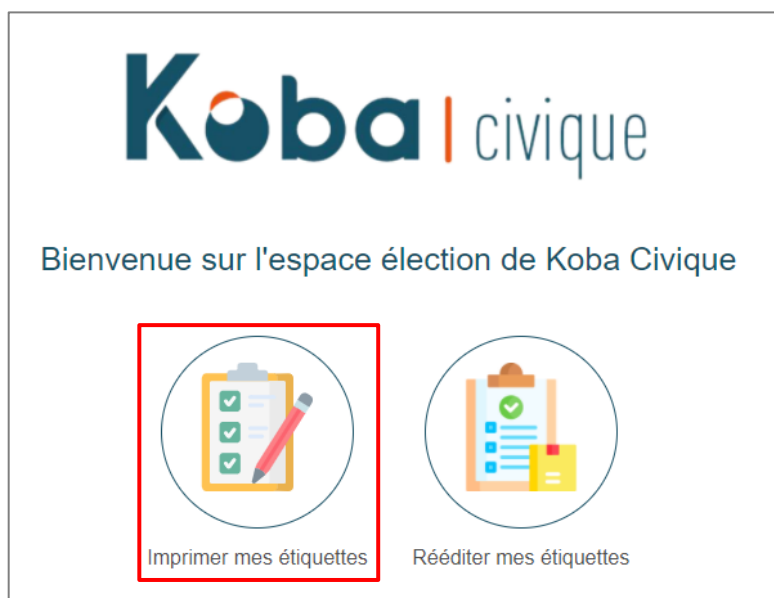 Koba | civique
Bienvenue sur l'espace élection de Koba Civique
Imprimer mes étiquettes Rééditer mes étiquettes